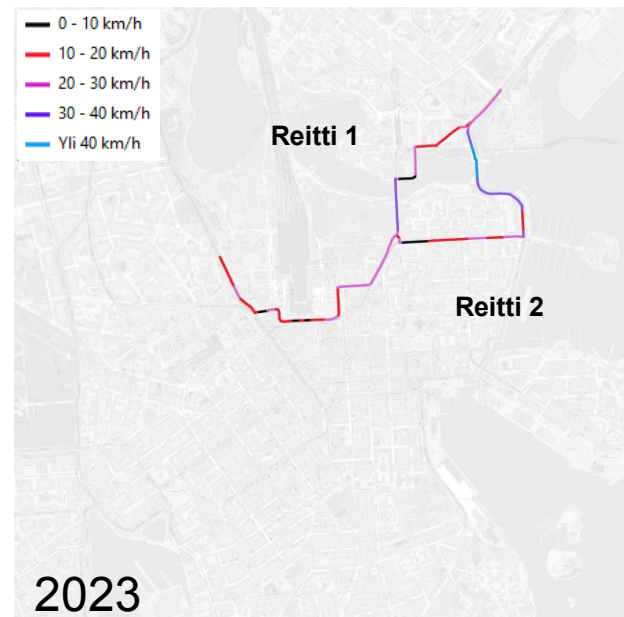 0 - 10 km/h
10 - 20 km/h
20 - 30 km/h
30 - 40 km/h
Yli 40 km/h
Reitti 1
Reitti 2
2023